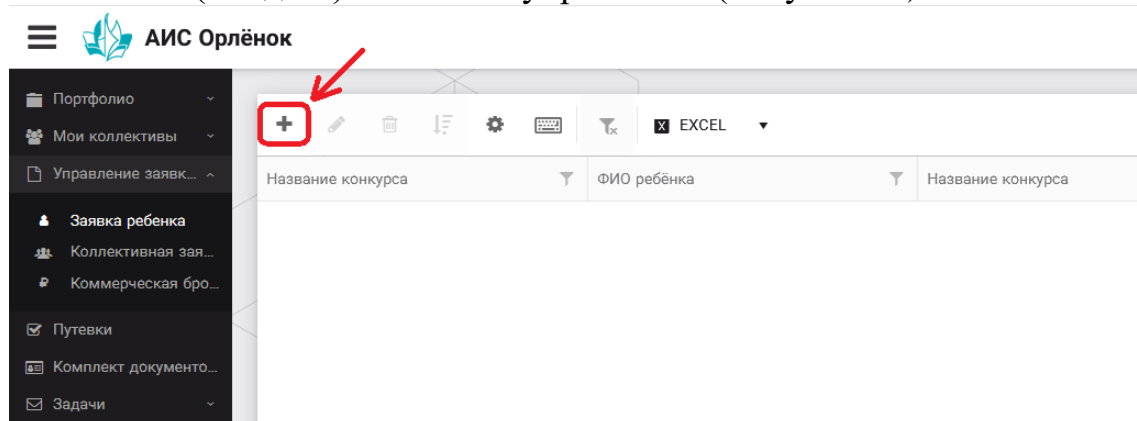 АИС Орлёнок
Портфолио
Мои коллективы
Управление заявк...
Заявка ребенка
Коллективная зая...
Коммерческая бро...
Путевки
Комплект документо...
Задачи
X EXCEL
Название конкурса ФИО ребёнка Название конкурса